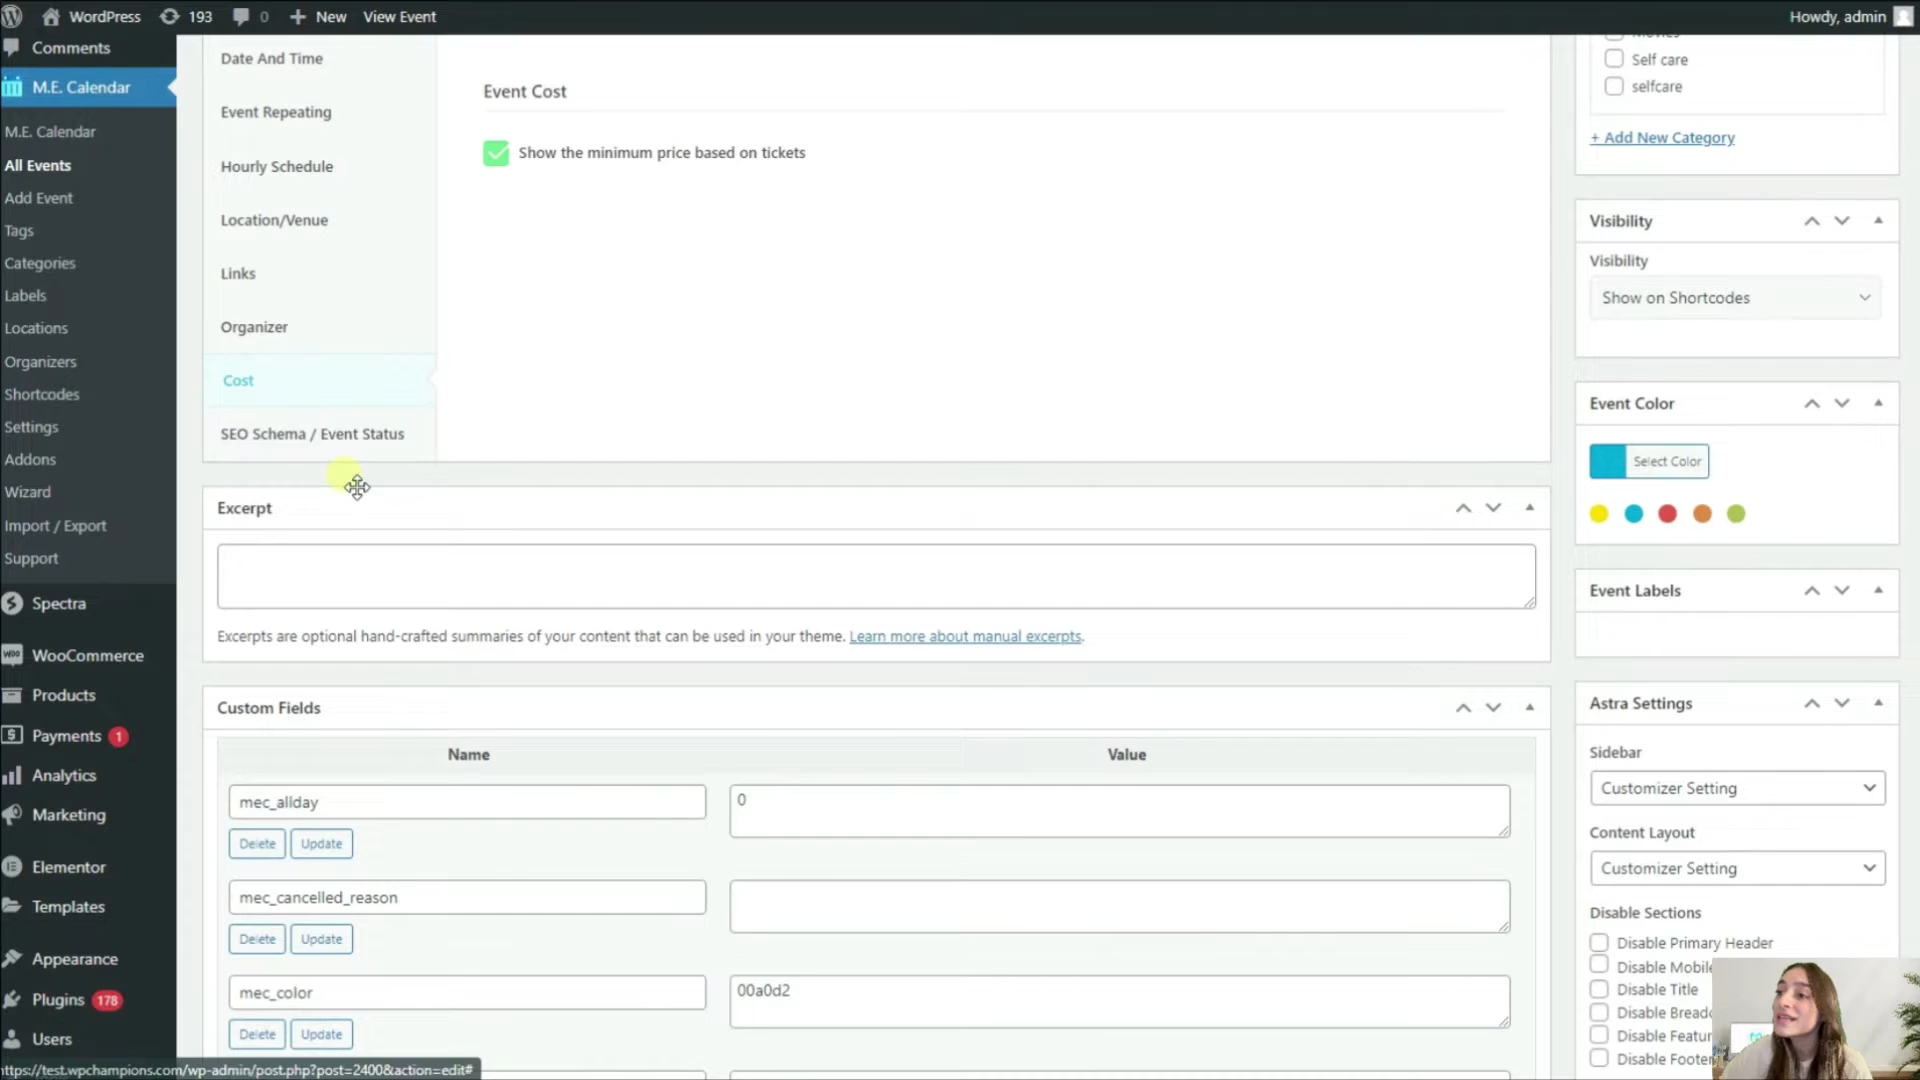 WordPress 193 0 New View Event Howdy, admin
Comments
M.E. Calendar
M.E. Calendar
All Events
Add Event
Tags
Categories
Labels
Locations
Organizers
Shortcodes
Settings
Addons
Wizard
Import / Export
Support
Spectra
WooCommerce
Products
Payments 1
Analytics
Marketing
Elementor
Templates
Appearance
Plugins 178
Users
Date And Time
Event Repeating
Hourly Schedule
Location/Venue
Links
Organizer
Cost
SEO Schema / Event Status
Event Cost
Show the minimum price based on tickets
Excerpt
Excerpts are optional hand-crafted summaries of your content that can be used in your theme. Learn more about manual excerpts.
Custom Fields
Name Value
mec_allday 0
Delete Update
mec_cancelled_reason
Delete Update
mec_color 00a0d2
Delete Update
Movies
Self care
selfcare
+ Add New Category
Visibility
Visibility
Show on Shortcodes
Event Color
Select Color
Event Labels
Astra Settings
Sidebar
Customizer Setting
Content Layout
Customizer Setting
Disable Sections
Disable Primary Header
Disable Mobile
Disable Title
Disable Bread
Disable Featur
Disable Footer
https://test.wpchampions.com/wp-admin/post.php?post=2400&action=edit#